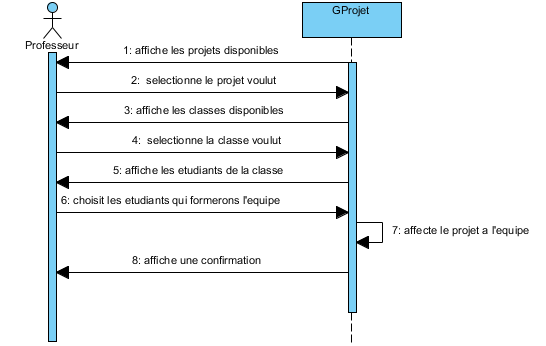 GProjet
Professeur
1: affiche les projets disponibles
2: selectionne le projet voulut
3: affiche les classes disponibles
4: selectionne la classe voulut
5: affiche les etudiants de la classe
6: choisit les etudiants qui formerons l'equipe
7: affecte le projet a l'equipe
8: affiche une confirmation